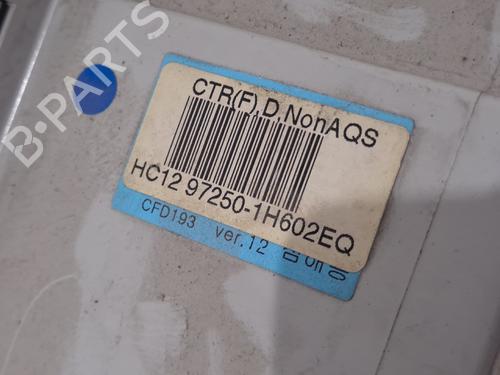 B-PARTS
CTR(F).D.NonAQS
HC12 97250-1H602EQ
CFD193 ver.12